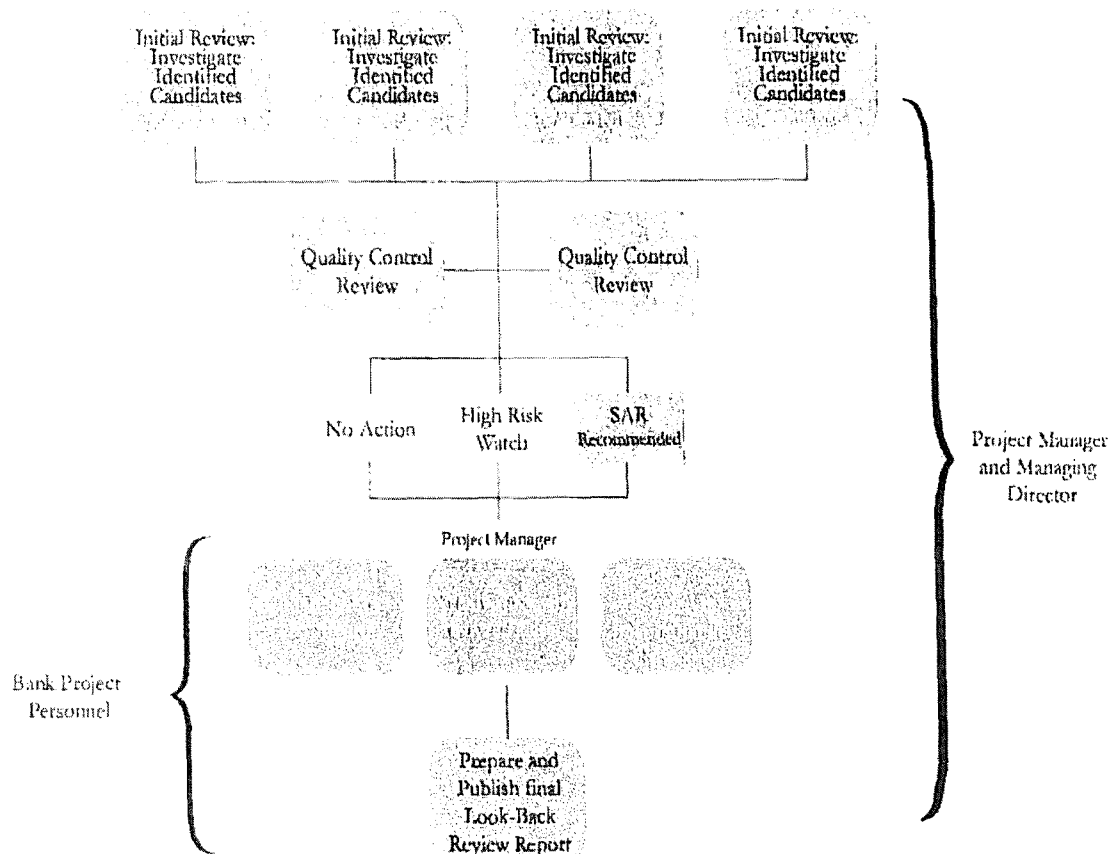 Initial Review:
Investigate
Identified
Candidates
Initial Review:
Investigate
Identified
Candidates
Initial Review:
Investigate
Identified
Candidates
Initial Review:
Investigate
Identified
Candidates
Quality Control
Review
Quality Control
Review
No Action
High Risk
Watch
SAR
Recommended
Project Manager
and Managing
Director
Project Manager
Bank Project
Personnel
Prepare and
Publish final
Look-Back
Review Report